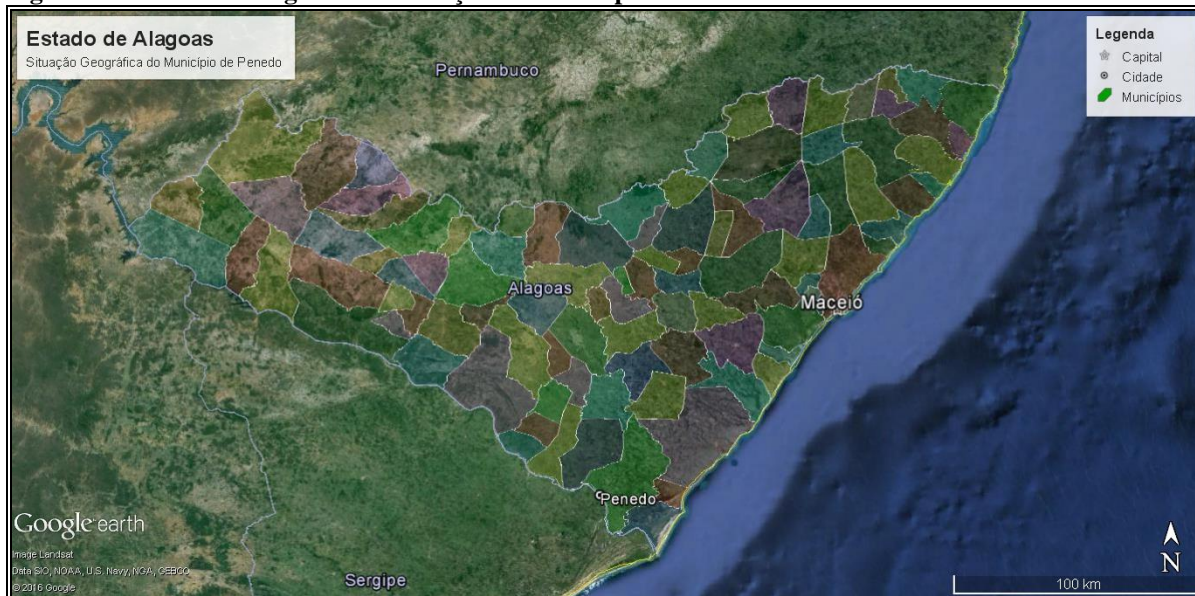 Estado de Alagoas
Situação Geográfica do Município de Penedo
Legenda
Capital
Cidade
Municípios
Pernambuco
Alagoas
Maceió
Penedo
Sergipe
Google earth
Image Landsat
Data SIO, NOAA, U.S. Navy, NGA, GEBCO
© 2016 Google
N
100 km